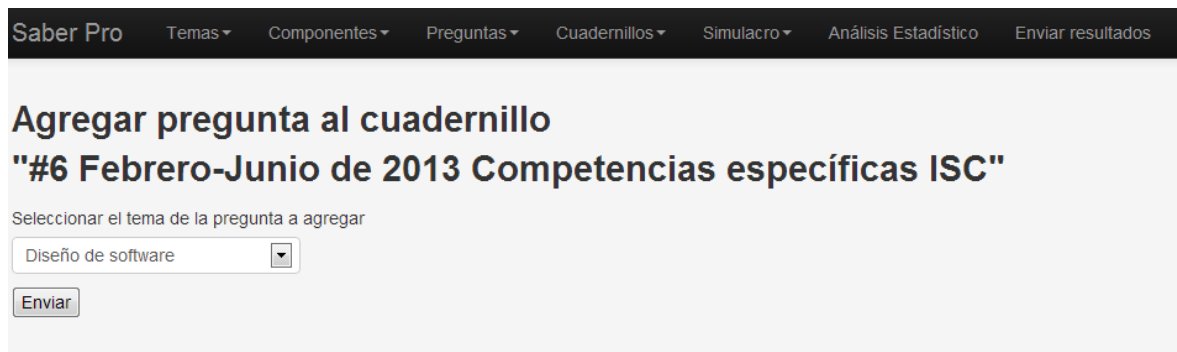 Saber Pro Temas Componentes Preguntas Cuadernillos Simulacro Análisis Estadístico Enviar resultados
Agregar pregunta al cuadernillo
"#6 Febrero-Junio de 2013 Competencias específicas ISC"
Seleccionar el tema de la pregunta a agregar
Diseño de software
Enviar